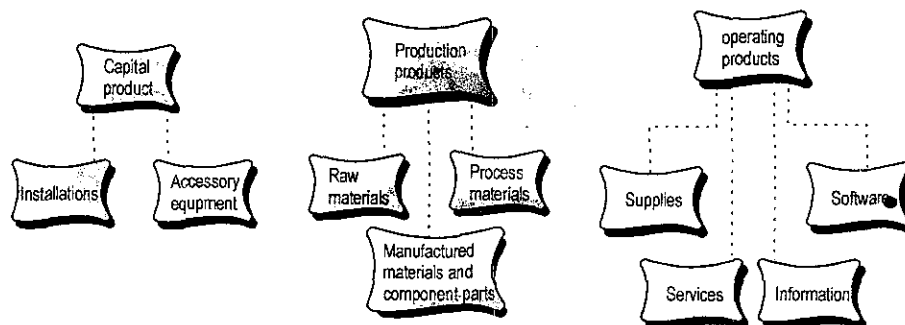 Capital
product
Installations
Accessory
equpment
Production
products
Raw
materials
Process
materials
Manufactured
materials and
component parts
operating
products
Supplies
Software
Services
Information